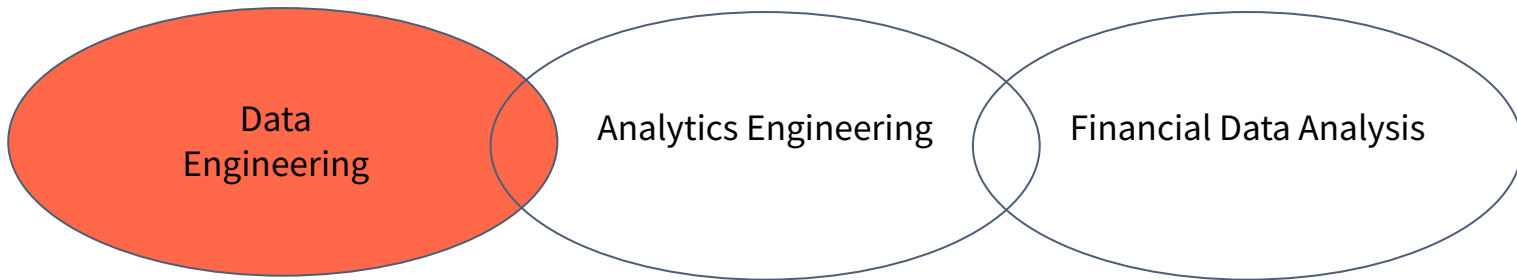 Data
Engineering
Analytics Engineering
Financial Data Analysis